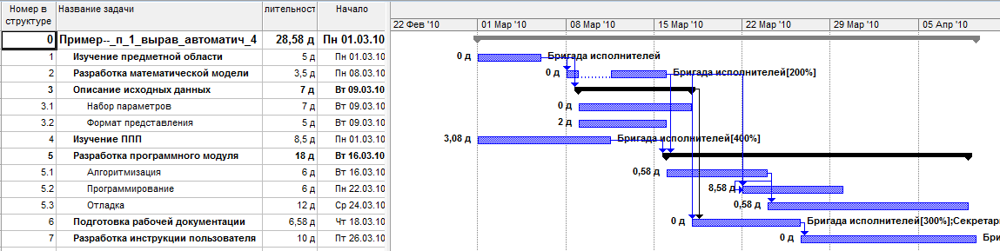 Номер в структуре Название задачи лительност Начало 22 Фев '10 01 Мар '10 08 Мар '10 15 Мар '10 22 Мар '10 29 Мар '10 05 Апр '10
0 Пример--_п_1_вырав_автоматич_4 28,58 д Пн 01.03.10
1 Изучение предметной области 5 д Пн 01.03.10 0 д Бригада исполнителей
2 Разработка математической модели 3,5 д Пн 08.03.10 0 д Бригада исполнителей[200%]
3 Описание исходных данных 7 д Вт 09.03.10
3.1 Набор параметров 7 д Вт 09.03.10 0 д
3.2 Формат представления 5 д Вт 09.03.10 2 д
4 Изучение ППП 8,5 д Пн 01.03.10 3,08 д Бригада исполнителей[400%]
5 Разработка программного модуля 18 д Вт 16.03.10
5.1 Алгоритмизация 6 д Вт 16.03.10 0,58 д
5.2 Программирование 6 д Пн 22.03.10 8,58 д
5.3 Отладка 12 д Ср 24.03.10 0,58 д
6 Подготовка рабочей документации 6,58 д Чт 18.03.10 0 д Бригада исполнителей[300%];Секретар
7 Разработка инструкции пользователя 10 д Пт 26.03.10 0 д Бри